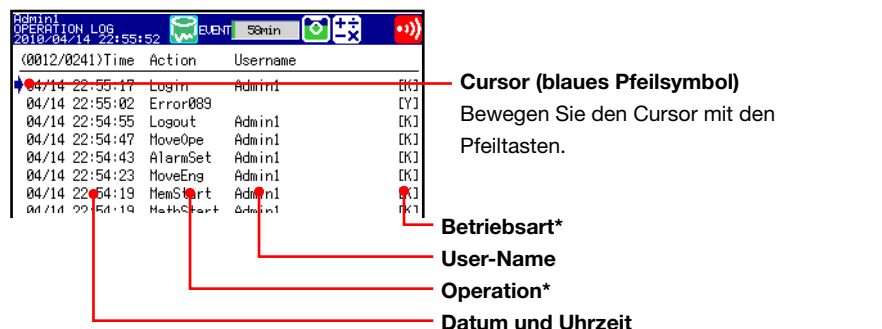 Admin1
OPERATION LOG
2010/04/14 22:55:52 EVENT 58min
(0012/0241)Time Action Username
04/14 22:55:17 Login Admin1 [K]
04/14 22:55:02 Error089 [Y]
04/14 22:54:55 Logout Admin1 [K]
04/14 22:54:47 MoveOpe Admin1 [K]
04/14 22:54:43 AlarmSet Admin1 [K]
04/14 22:54:23 MoveEng Admin1 [K]
04/14 22:54:19 MemStart Admin1 [K]
04/14 22:54:19 MathStart Admin1 [K]
Cursor (blaues Pfeilsymbol)
Bewegen Sie den Cursor mit den
Pfeiltasten.
Betriebsart*
User-Name
Operation*
Datum und Uhrzeit